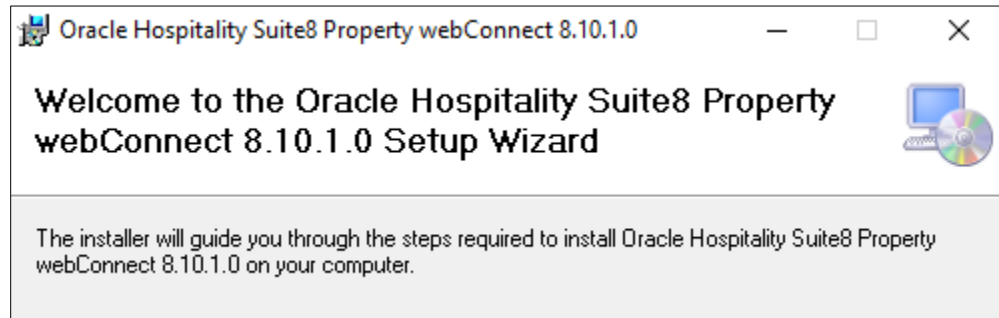 Oracle Hospitality Suite8 Property webConnect 8.10.1.0
Welcome to the Oracle Hospitality Suite8 Property
webConnect 8.10.1.0 Setup Wizard
The installer will guide you through the steps required to install Oracle Hospitality Suite8 Property
webConnect 8.10.1.0 on your computer.